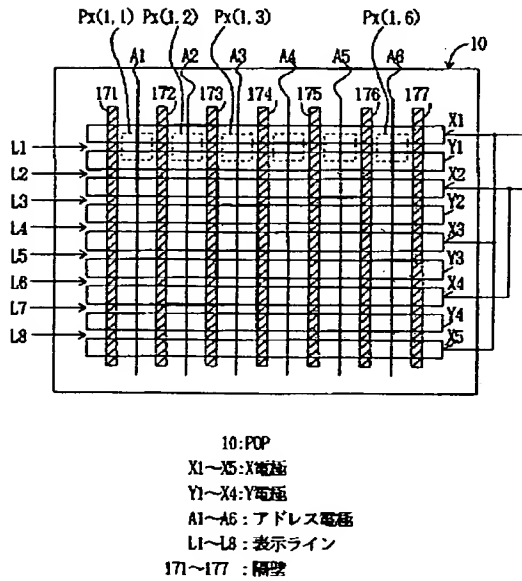 Px(1,1) Px(1,2) Px(1,3) Px(1,6)
A1 A2 A3 A4 A5 A6 10
171 172 173 174 175 176 177
X1
L1 Y1
L2 X2
L3 Y2
L4 X3
L5 Y3
L6 X4
L7 Y4
L8 X5
10:PDP
X1~X5:X電極
Y1~X4:Y電極
A1~A6:アドレス電極
L1~L8:表示ライン
171~177 :隔壁